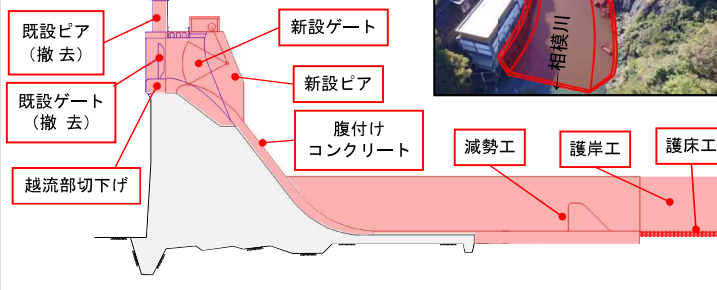 既設ピア
(撤 去)
新設ゲート
←相模川
新設ピア
既設ゲート
(撤 去)
腹付け
コンクリート
減勢工
護岸工
護床工
越流部切下げ